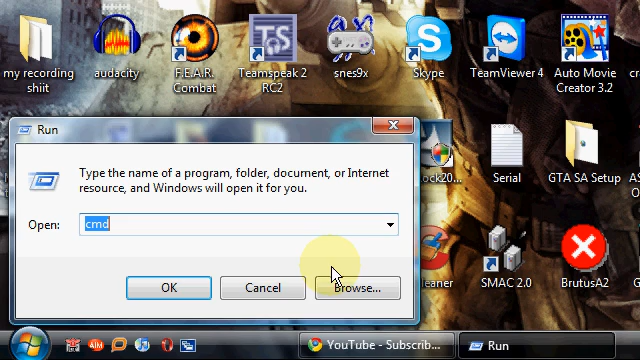 my recording
shiit
audacity
F.E.A.R.
Combat
Teamspeak 2
RC2
snes9x
Skype
TeamViewer 4
Auto Movie
Creator 3.2
Run
Type the name of a program, folder, document, or Internet
resource, and Windows will open it for you.
Open:
cmd
OK
Cancel
Browse...
Serial
GTA SA Setup
SMAC 2.0
BrutusA2
YouTube - Subscrib...
Run